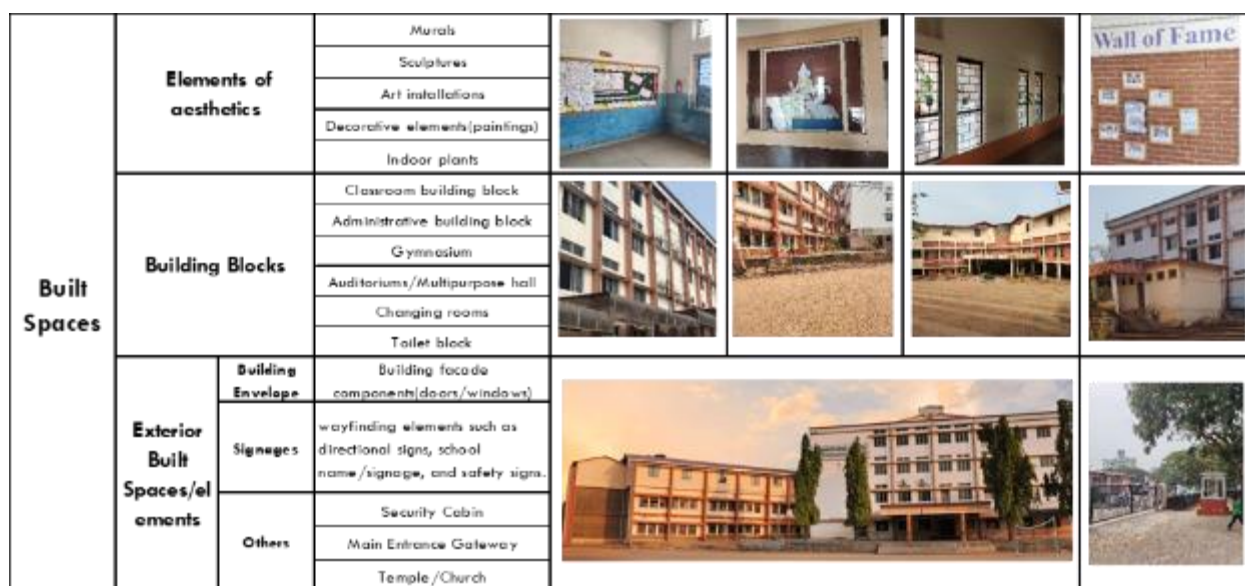 Built
Spaces
Elements of
aesthetics
Murals
Sculptures
Art installations
Decorative elements(paintings)
Indoor plants
Wall of Fame
Building Blocks
Classroom building block
Administrative building block
Gymnasium
Auditoriums/Multipurpose hall
Changing rooms
Toilet block
Exterior
Built
Spaces/el
ements
Building
Envelope
Building facade
components(doors/windows)
Signages
wayfinding elements such as
directional signs, school
name/signage, and safety signs.
Others
Security Cabin
Main Entrance Gateway
Temple/Church